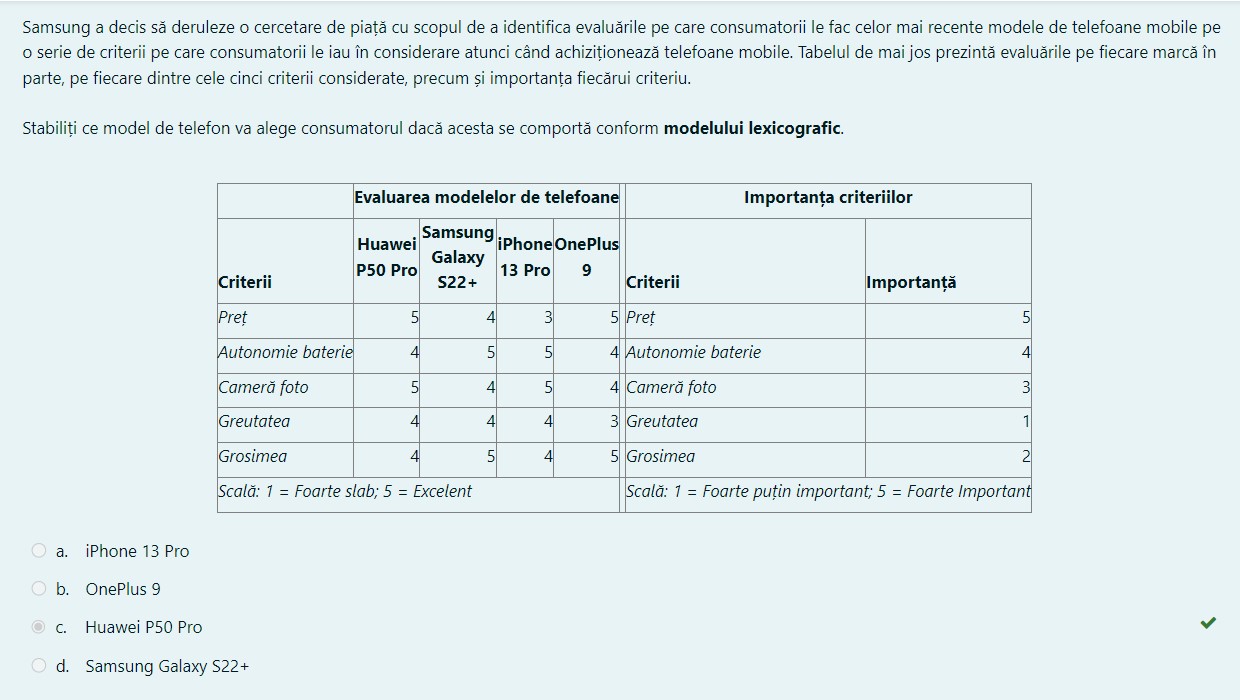 Samsung a decis să deruleze o cercetare de piață cu scopul de a identifica evaluările pe care consumatorii le fac celor mai recente modele de telefoane mobile pe
o serie de criterii pe care consumatorii le iau în considerare atunci când achiziționează telefoane mobile. Tabelul de mai jos prezintă evaluările pe fiecare marcă în
parte, pe fiecare dintre cele cinci criterii considerate, precum și importanța fiecărui criteriu.
Stabiliți ce model de telefon va alege consumatorul dacă acesta se comportă conform modelului lexicografic.
Evaluarea modelelor de telefoane Importanța criteriilor
Criterii Huawei P50 Pro Samsung Galaxy S22+ iPhone 13 Pro OnePlus 9 Criterii Importanță
Preț 5 4 3 5 Preț 5
Autonomie baterie 4 5 5 4 Autonomie baterie 4
Cameră foto 5 4 5 4 Cameră foto 3
Greutatea 4 4 4 3 Greutatea 1
Grosimea 4 5 4 5 Grosimea 2
Scală: 1 = Foarte slab; 5 = Excelent Scală: 1 = Foarte puțin important; 5 = Foarte Important
a. iPhone 13 Pro
b. OnePlus 9
c. Huawei P50 Pro
d. Samsung Galaxy S22+